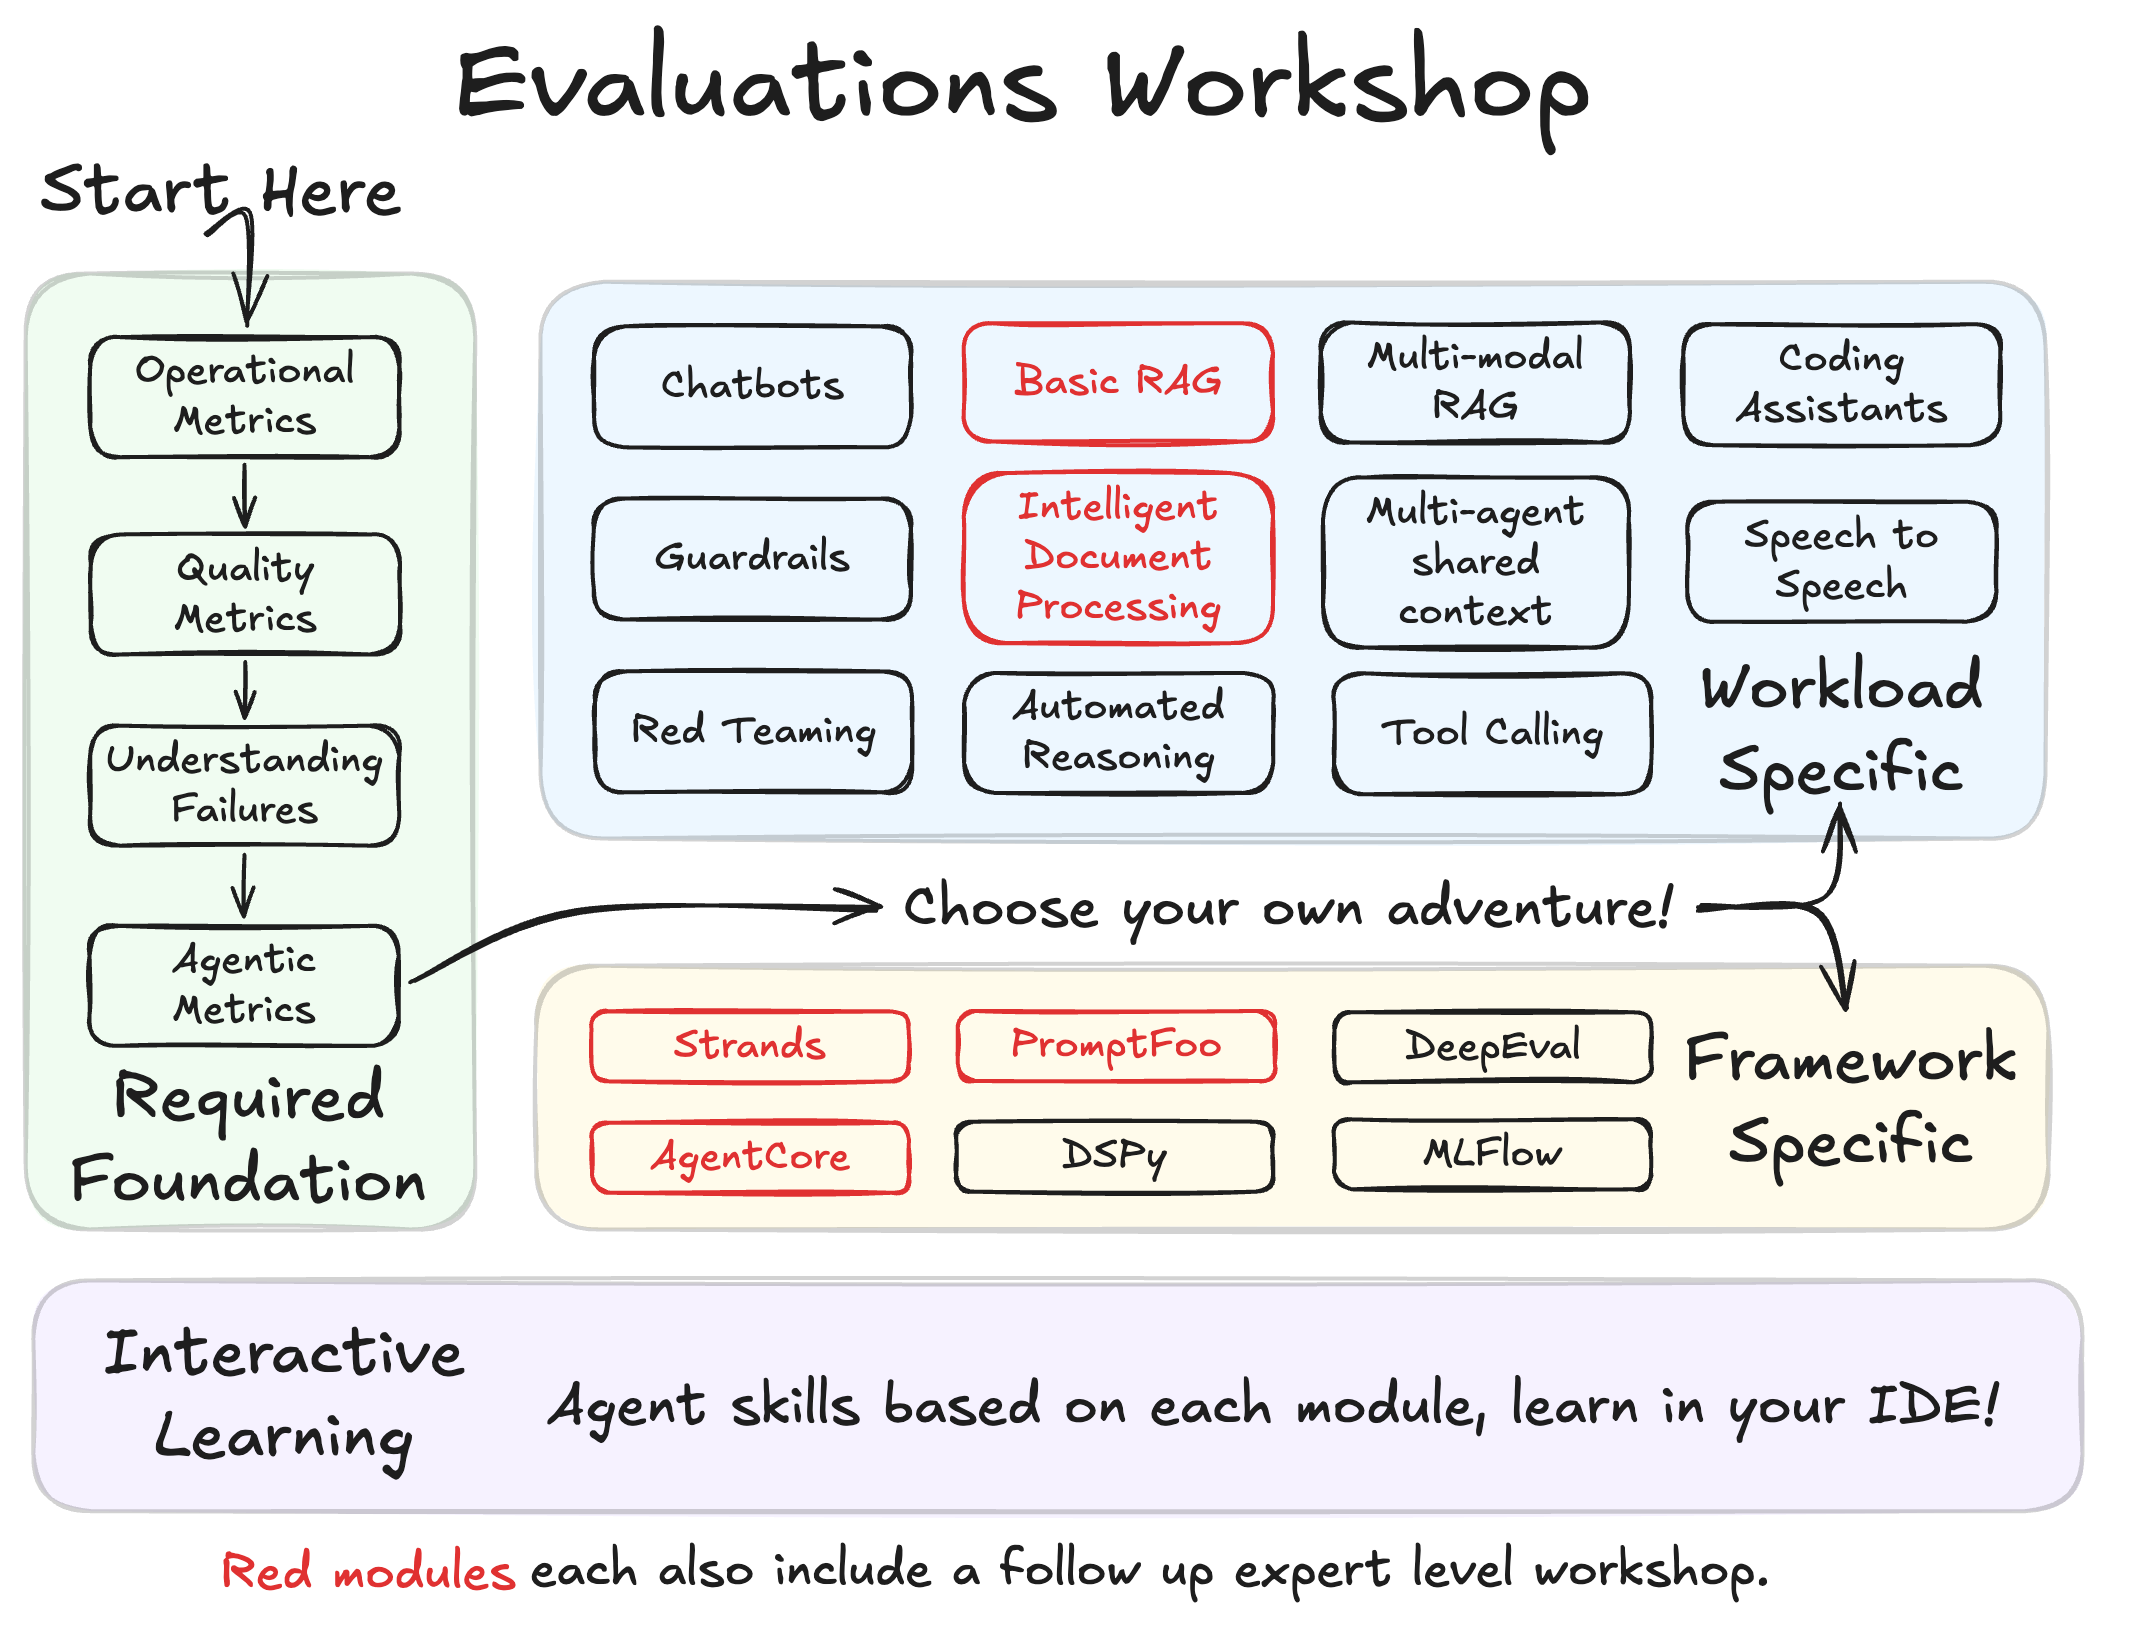 Evaluations Workshop
Start Here
Operational
Metrics
Quality
Metrics
Understanding
Failures
Agentic
Metrics
Required
Foundation
Chatbots
Basic RAG
Multi-modal
RAG
Coding
Assistants
Guardrails
Intelligent
Document
Processing
Multi-agent
shared
context
Speech to
Speech
Red Teaming
Automated
Reasoning
Tool Calling
Workload
Specific
Choose your own adventure!
Strands
PromptFoo
DeepEval
AgentCore
DSPy
MLFlow
Framework
Specific
Interactive
Learning
Agent skills based on each module, learn in your IDE!
Red modules each also include a follow up expert level workshop.